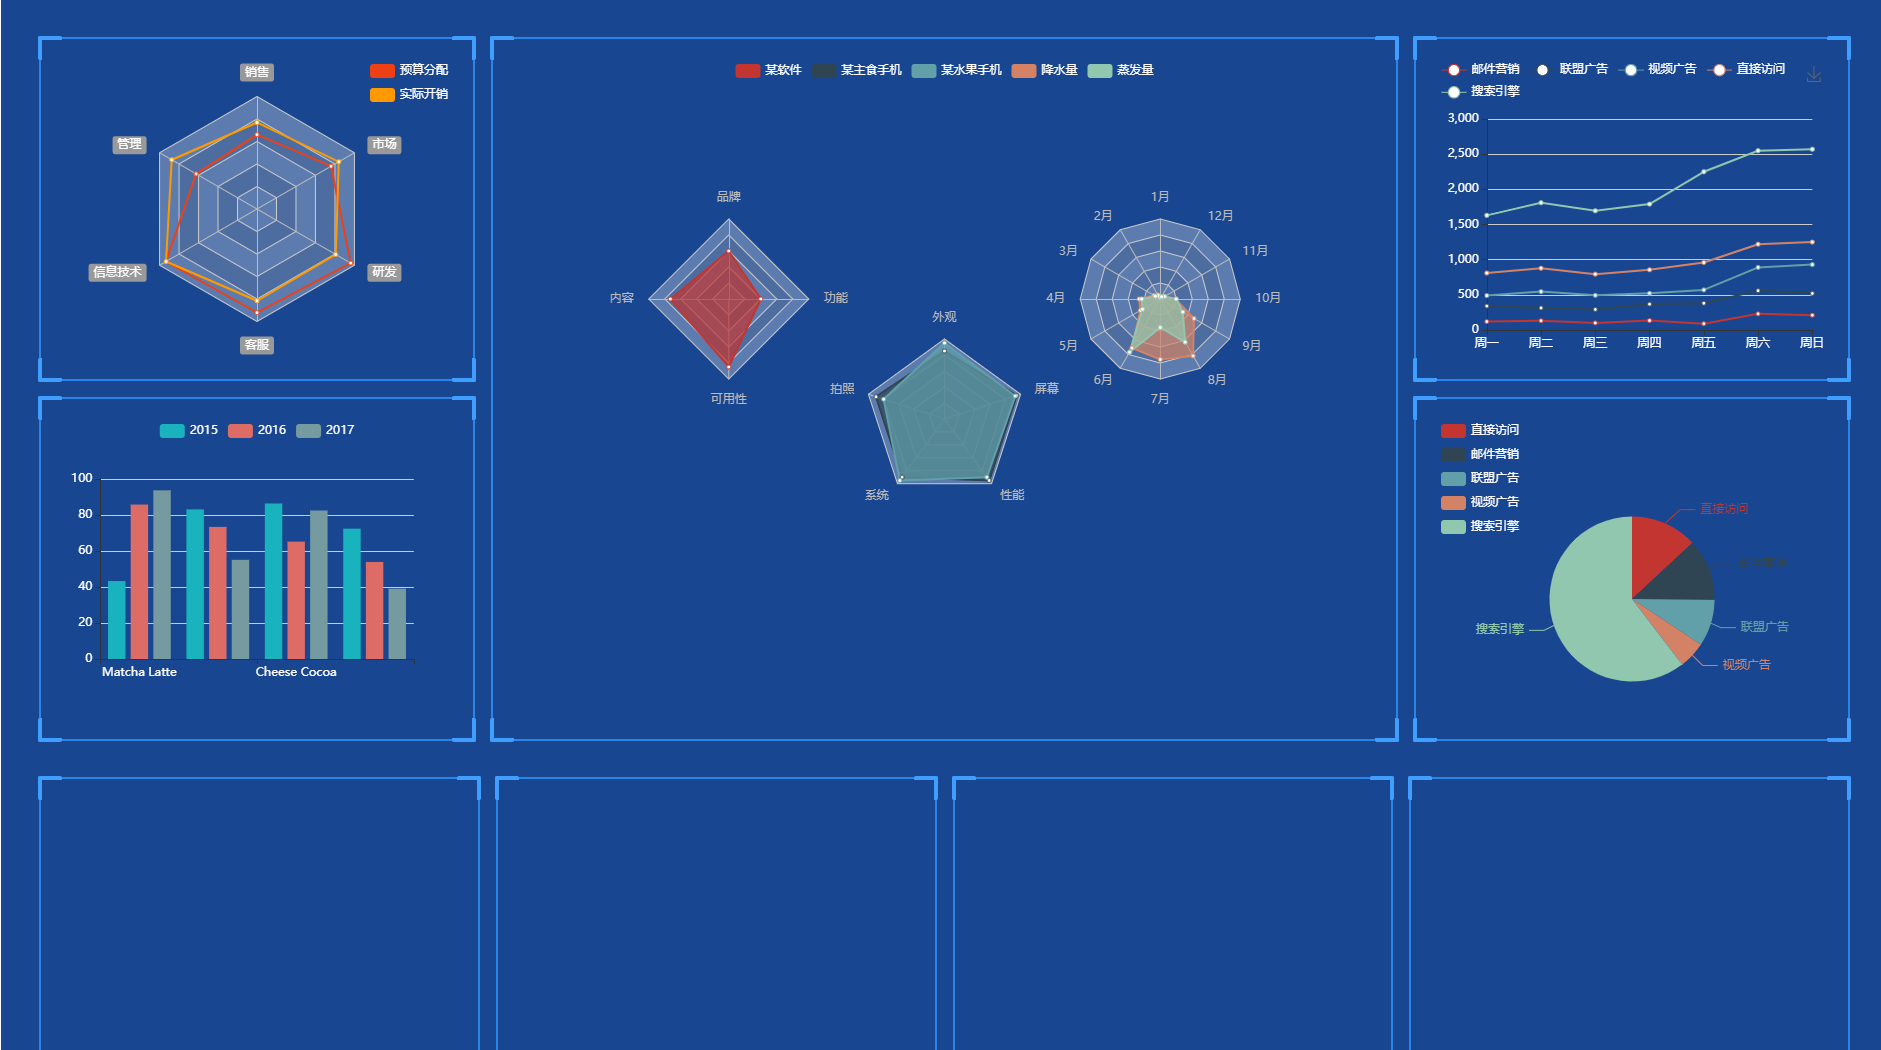 销售
预算分配
实际开销
管理
市场
信息技术
研发
客服
2015 2016 2017
100
80
60
40
20
0
Matcha Latte Cheese Cocoa
某软件 某主食手机 某水果手机 降水量 蒸发量
品牌
内容
功能
可用性
外观
拍照
屏幕
系统
性能
1月
2月
12月
3月
11月
4月
10月
5月
9月
6月
8月
7月
邮件营销 联盟广告 视频广告 直接访问
搜索引擎
3,000
2,500
2,000
1,500
1,000
500
0
周一 周二 周三 周四 周五 周六 周日
直接访问
邮件营销
联盟广告
视频广告
搜索引擎
直接访问
邮件营销
联盟广告
搜索引擎
视频广告